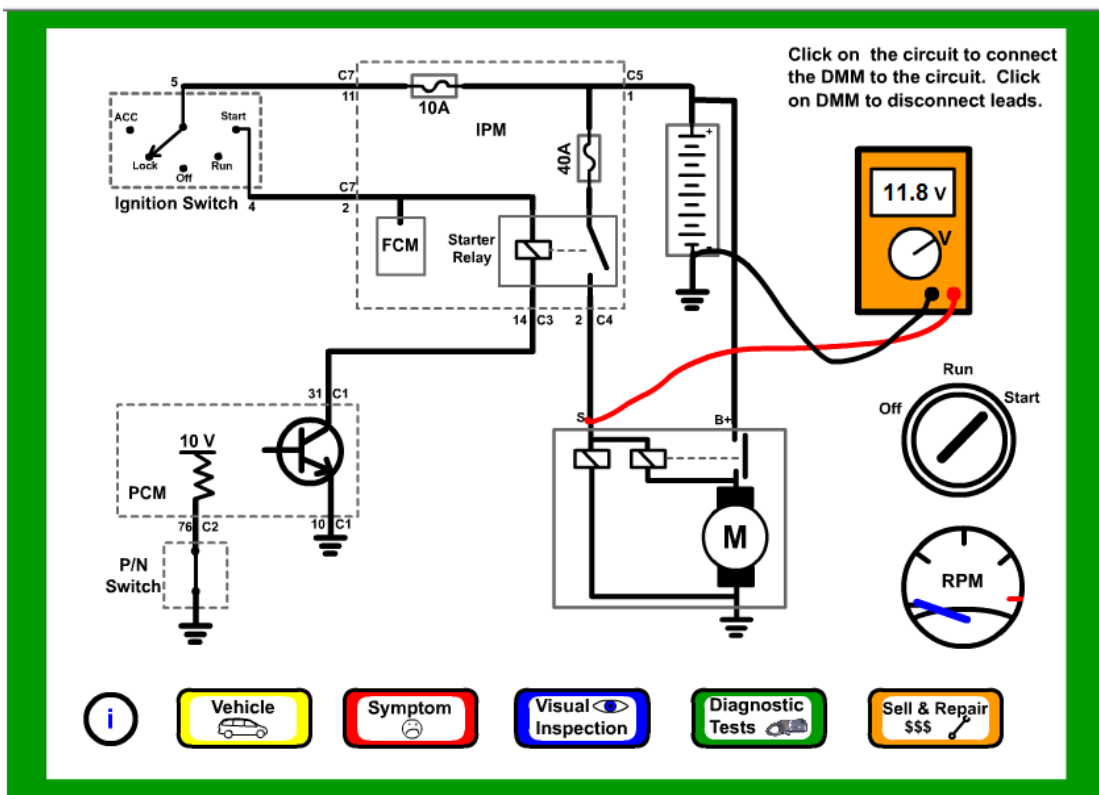 Click on the circuit to connect
the DMM to the circuit. Click
on DMM to disconnect leads.
5
C7
11
10A
C5
1
ACC
Start
Lock
Off
Run
IPM
40A
+
-
Ignition Switch
4
C7
2
FCM
Starter
Relay
11.8 V
V
14 C3
2 C4
Run
Off
Start
31 C1
S
B+
10 V
PCM
76 C2
10 C1
M
P/N
Switch
RPM
i
Vehicle
Symptom
Visual
Inspection
Diagnostic
Tests
Sell & Repair
$$$